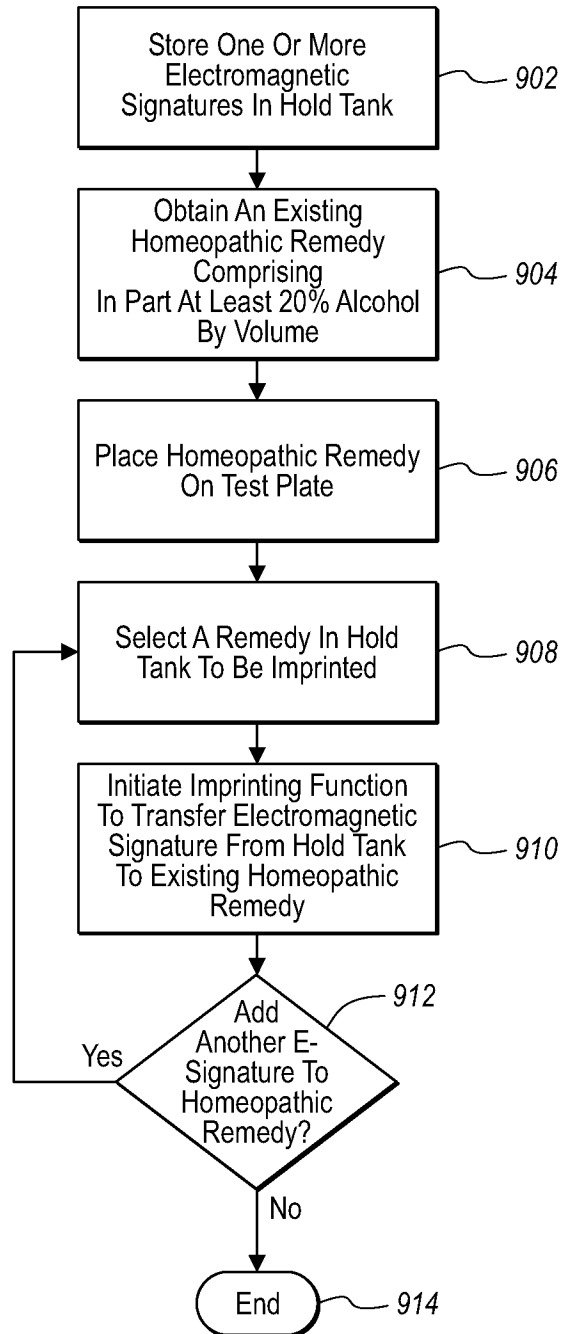 Store One Or More
Electromagnetic
Signatures In Hold Tank
902
Obtain An Existing
Homeopathic Remedy
Comprising
In Part At Least 20% Alcohol
By Volume
904
Place Homeopathic Remedy
On Test Plate
906
Select A Remedy In Hold
Tank To Be Imprinted
908
Initiate Imprinting Function
To Transfer Electromagnetic
Signature From Hold Tank
To Existing Homeopathic
Remedy
910
Add
Another E-
Signature To
Homeopathic
Remedy?
912
Yes
No
End
914